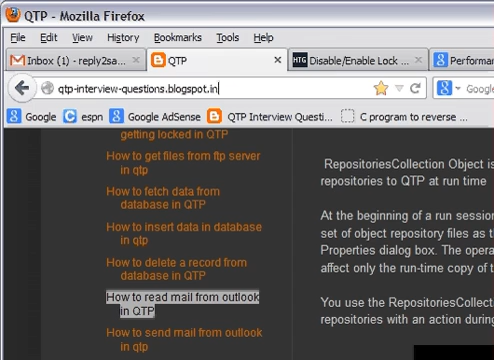 QTP - Mozilla Firefox
File Edit View History Bookmarks Tools Help
Inbox (1) - reply2sa... QTP HTG Disable/Enable Lock Performan
qtp-interview-questions.blogspot.in Go
Google espn QTP Interview Questi... C program to reverse ...
getting locked in QTP
How to get files from ftp server
in qtp
How to fetch data from
database in QTP
How to insert data in database
in qtp
How to delete a record from
database in QTP
How to read mail from outlook
in QTP
How to send mail from outlook
in qtp
RepositoriesCollection Object is
repositories to QTP at run time
At the beginning of a run session
set of object repository files as th
Properties dialog box. The opera
affect only the run-time copy of t
You use the RepositoriesCollecti
repositories with an action during